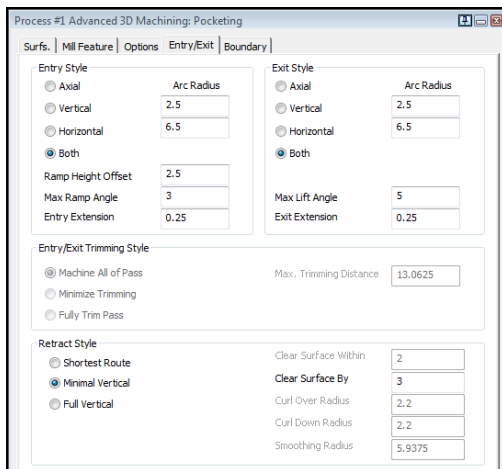 Process #1 Advanced 3D Machining: Pocketing
Surfs. Mill Feature Options Entry/Exit Boundary
Entry Style
Axial Arc Radius
Vertical 2.5
Horizontal 6.5
Both
Ramp Height Offset 2.5
Max Ramp Angle 3
Entry Extension 0.25
Exit Style
Axial Arc Radius
Vertical 2.5
Horizontal 6.5
Both
Max Lift Angle 5
Exit Extension 0.25
Entry/Exit Trimming Style
Machine All of Pass Max. Trimming Distance 13.0625
Minimize Trimming
Fully Trim Pass
Retract Style
Shortest Route Clear Surface Within 2
Minimal Vertical Clear Surface By 3
Full Vertical Curl Over Radius 2.2
Curl Down Radius 2.2
Smoothing Radius 5.9375